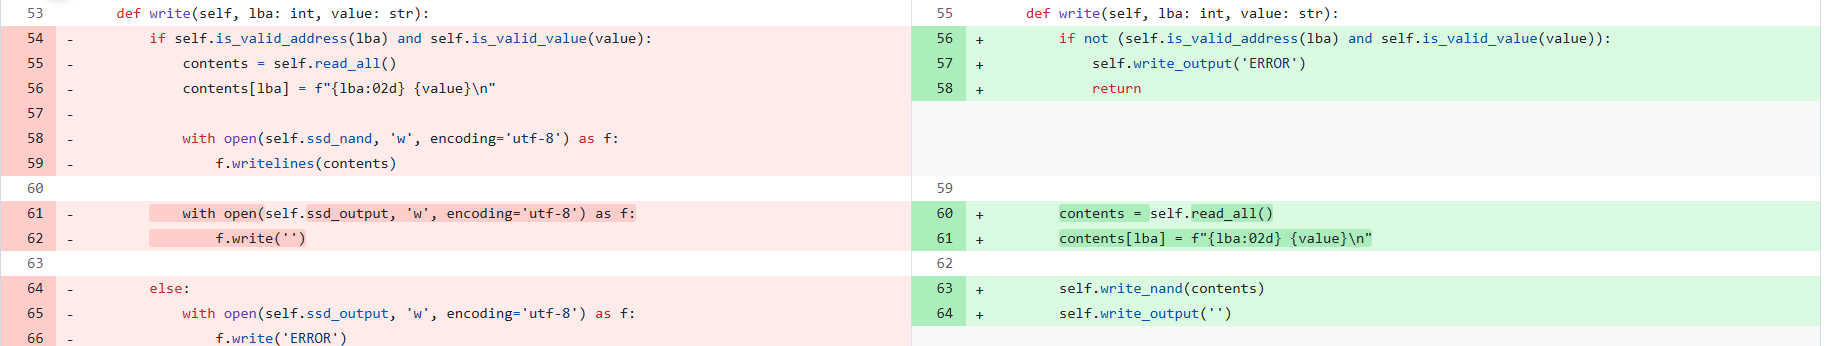 53 def write(self, lba: int, value: str):
54 - if self.is_valid_address(lba) and self.is_valid_value(value):
55 - contents = self.read_all()
56 - contents[lba] = f"{lba:02d} {value}\n"
57 -
58 - with open(self.ssd_nand, 'w', encoding='utf-8') as f:
59 - f.writelines(contents)
60
61 - with open(self.ssd_output, 'w', encoding='utf-8') as f:
62 - f.write('')
63
64 - else:
65 - with open(self.ssd_output, 'w', encoding='utf-8') as f:
66 - f.write('ERROR')
55 def write(self, lba: int, value: str):
56 + if not (self.is_valid_address(lba) and self.is_valid_value(value)):
57 + self.write_output('ERROR')
58 + return
59
60 + contents = self.read_all()
61 + contents[lba] = f"{lba:02d} {value}\n"
62
63 + self.write_nand(contents)
64 + self.write_output('')